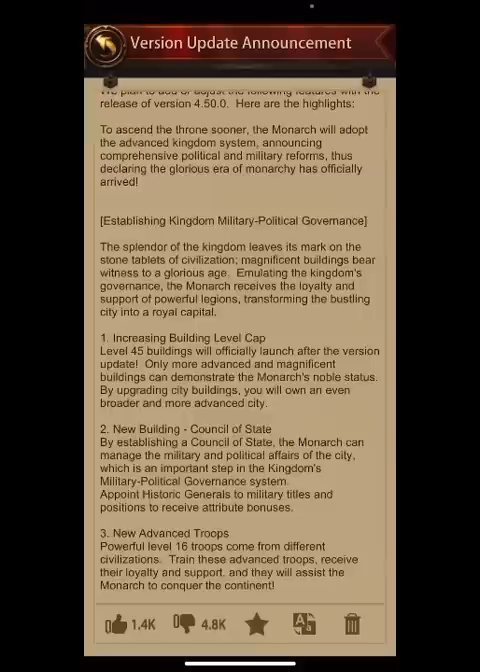 Version Update Announcement
We plan to add or adjust the following features with the
release of version 4.50.0.  Here are the highlights:
To ascend the throne sooner, the Monarch will adopt
the advanced kingdom system, announcing
comprehensive political and military reforms, thus
declaring the glorious era of monarchy has officially
arrived!
[Establishing Kingdom Military-Political Governance]
The splendor of the kingdom leaves its mark on the
stone tablets of civilization; magnificent buildings bear
witness to a glorious age.  Emulating the kingdom's
governance, the Monarch receives the loyalty and
support of powerful legions, transforming the bustling
city into a royal capital.
1. Increasing Building Level Cap
Level 45 buildings will officially launch after the version
update!  Only more advanced and magnificent
buildings can demonstrate the Monarch's noble status.
By upgrading city buildings, you will own an even
broader and more advanced city.
2. New Building - Council of State
By establishing a Council of State, the Monarch can
manage the military and political affairs of the city,
which is an important step in the Kingdom's
Military-Political Governance system.
Appoint Historic Generals to military titles and
positions to receive attribute bonuses.
3. New Advanced Troops
Powerful level 16 troops come from different
civilizations.  Train these advanced troops, receive
their loyalty and support, and they will assist the
Monarch to conquer the continent!
1.4K 4.8K A a